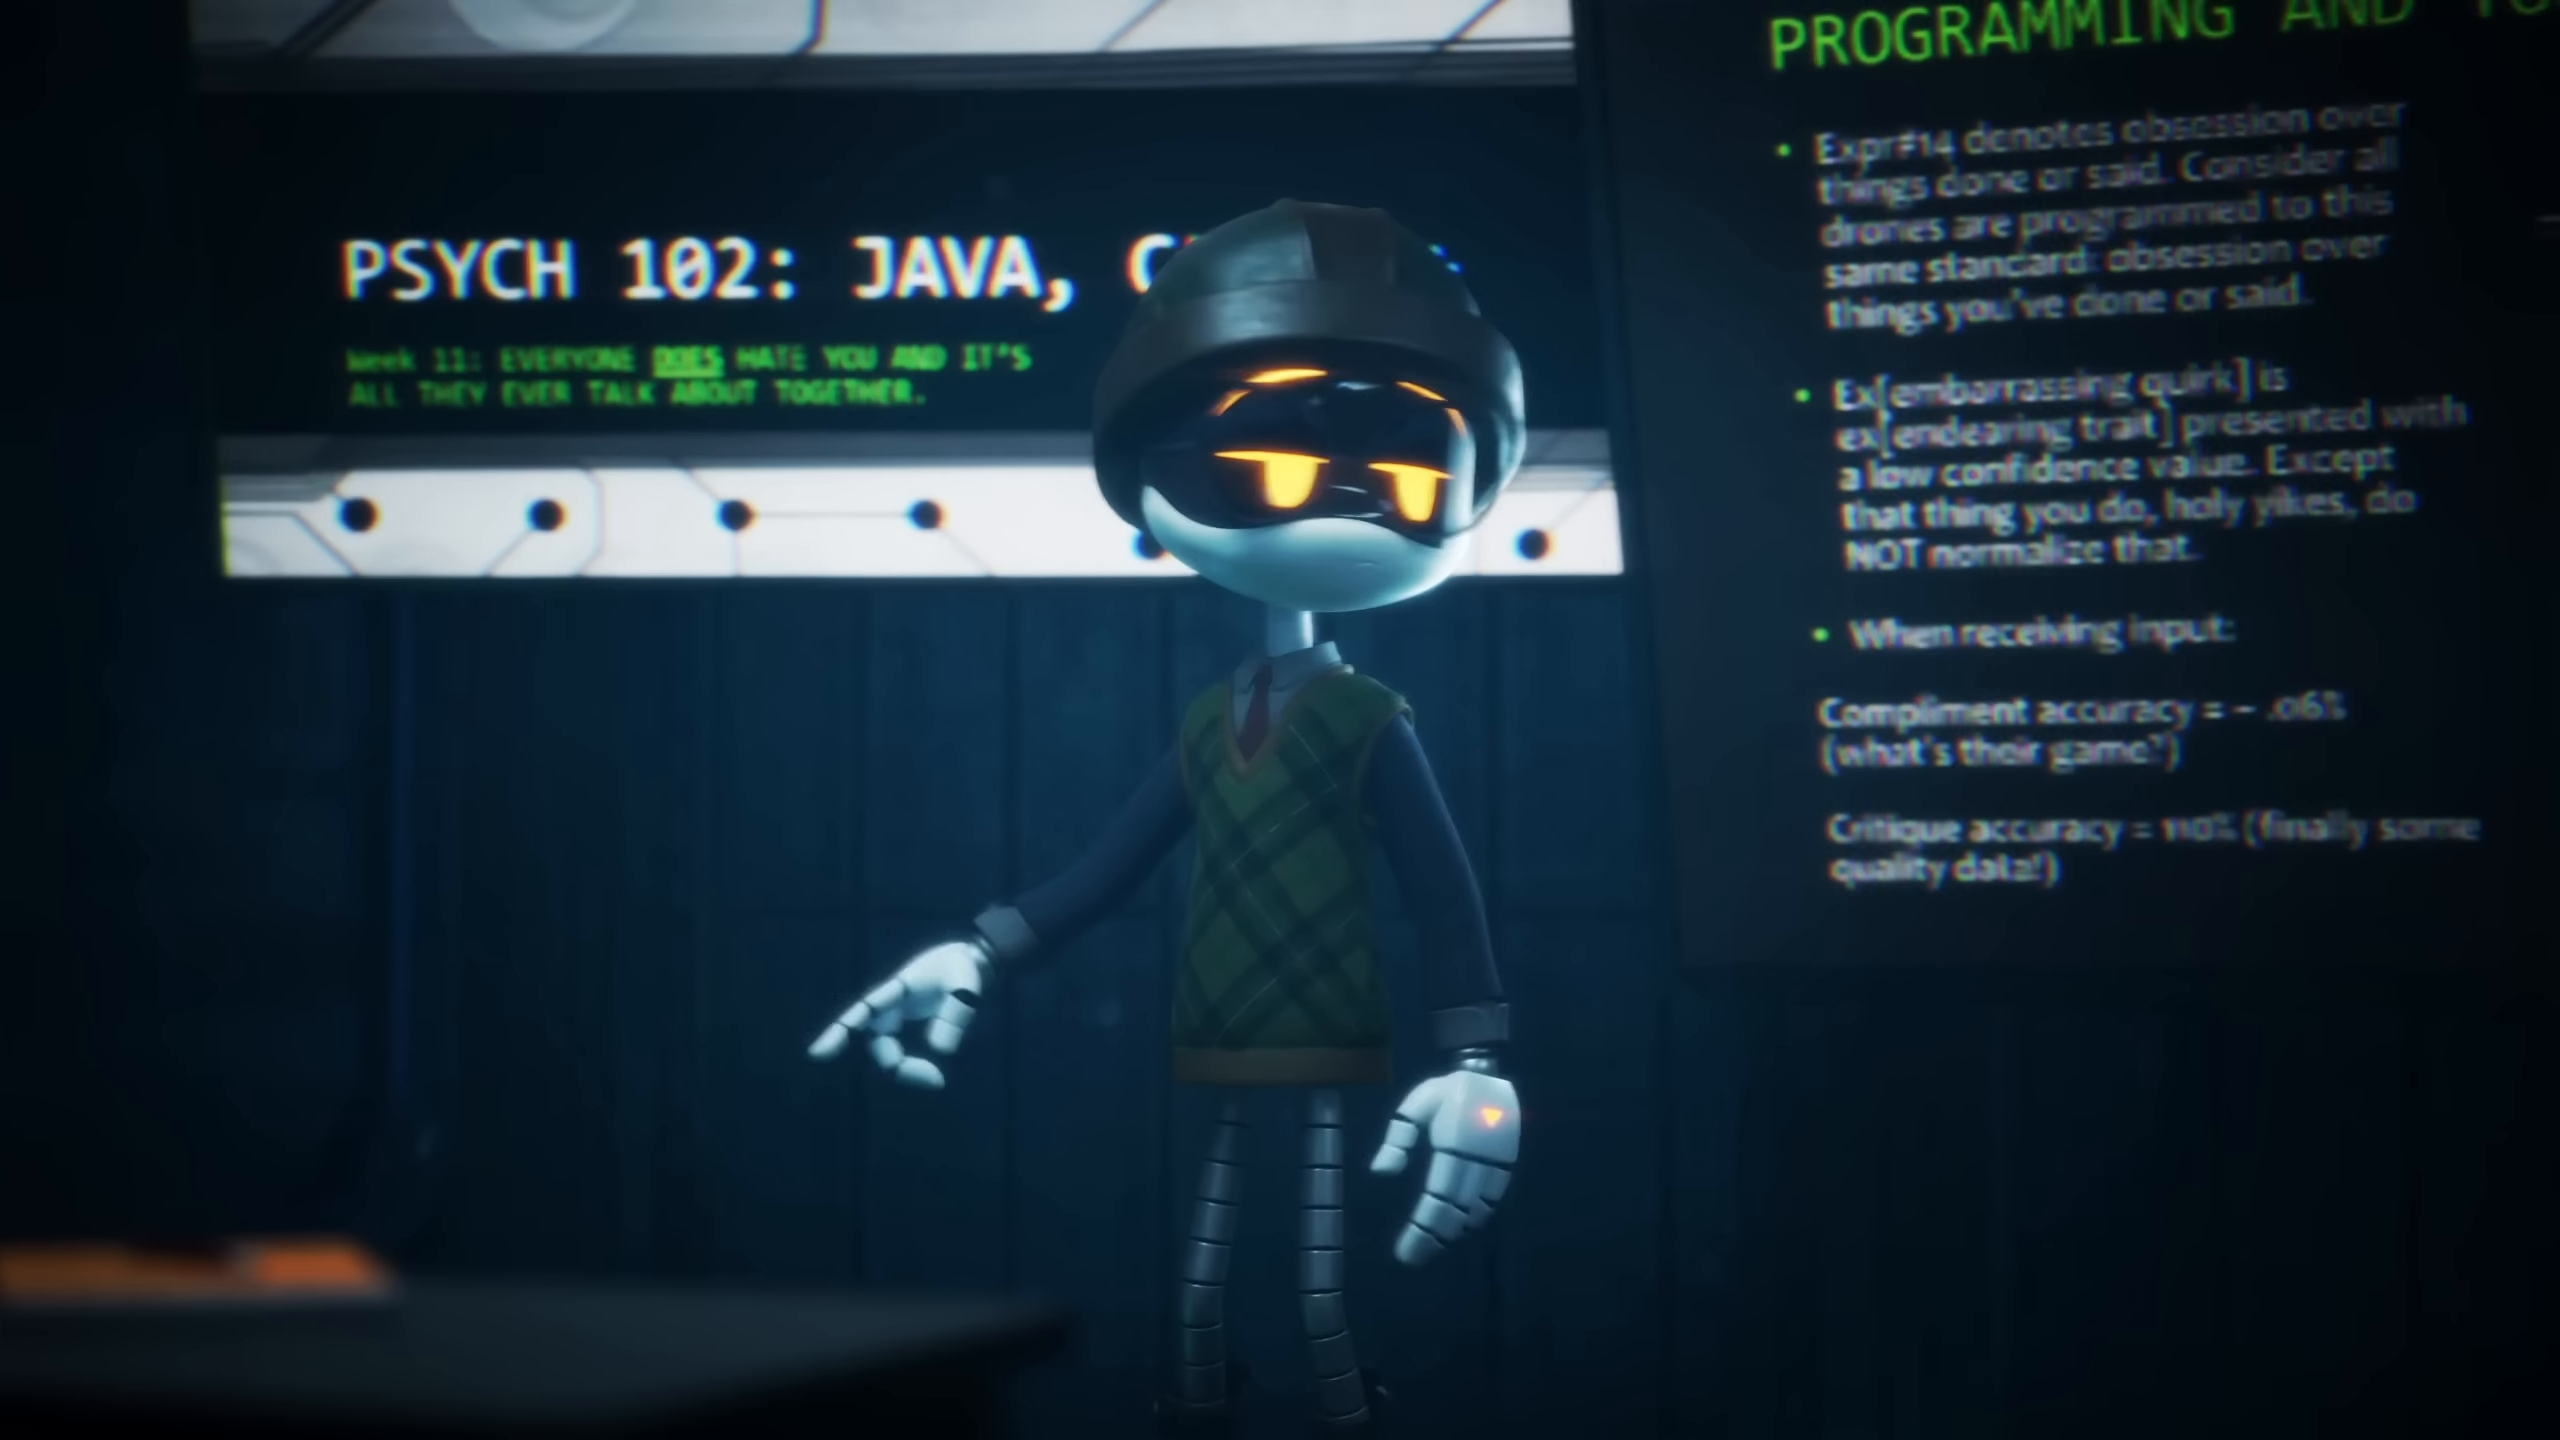 PSYCH 102: JAVA, C
Week 11: EVERYONE DOES HATE YOU AND IT'S
ALL THEY EVER TALK ABOUT TOGETHER.
PROGRAMMING AND
• Expr#14 denotes obsession over
things done or said. Consider all
drones are programmed to this
same standard: obsession over
things you've done or said.
• Ex[embarrassing quirk] is
ex[endearing trait] presented with
a low confidence value. Except
that thing you do, holy yikes, do
NOT normalize that.
• When receiving input:
Compliment accuracy = - .06%
(what's their game?)
Critique accuracy = 110% (finally some
quality data!)